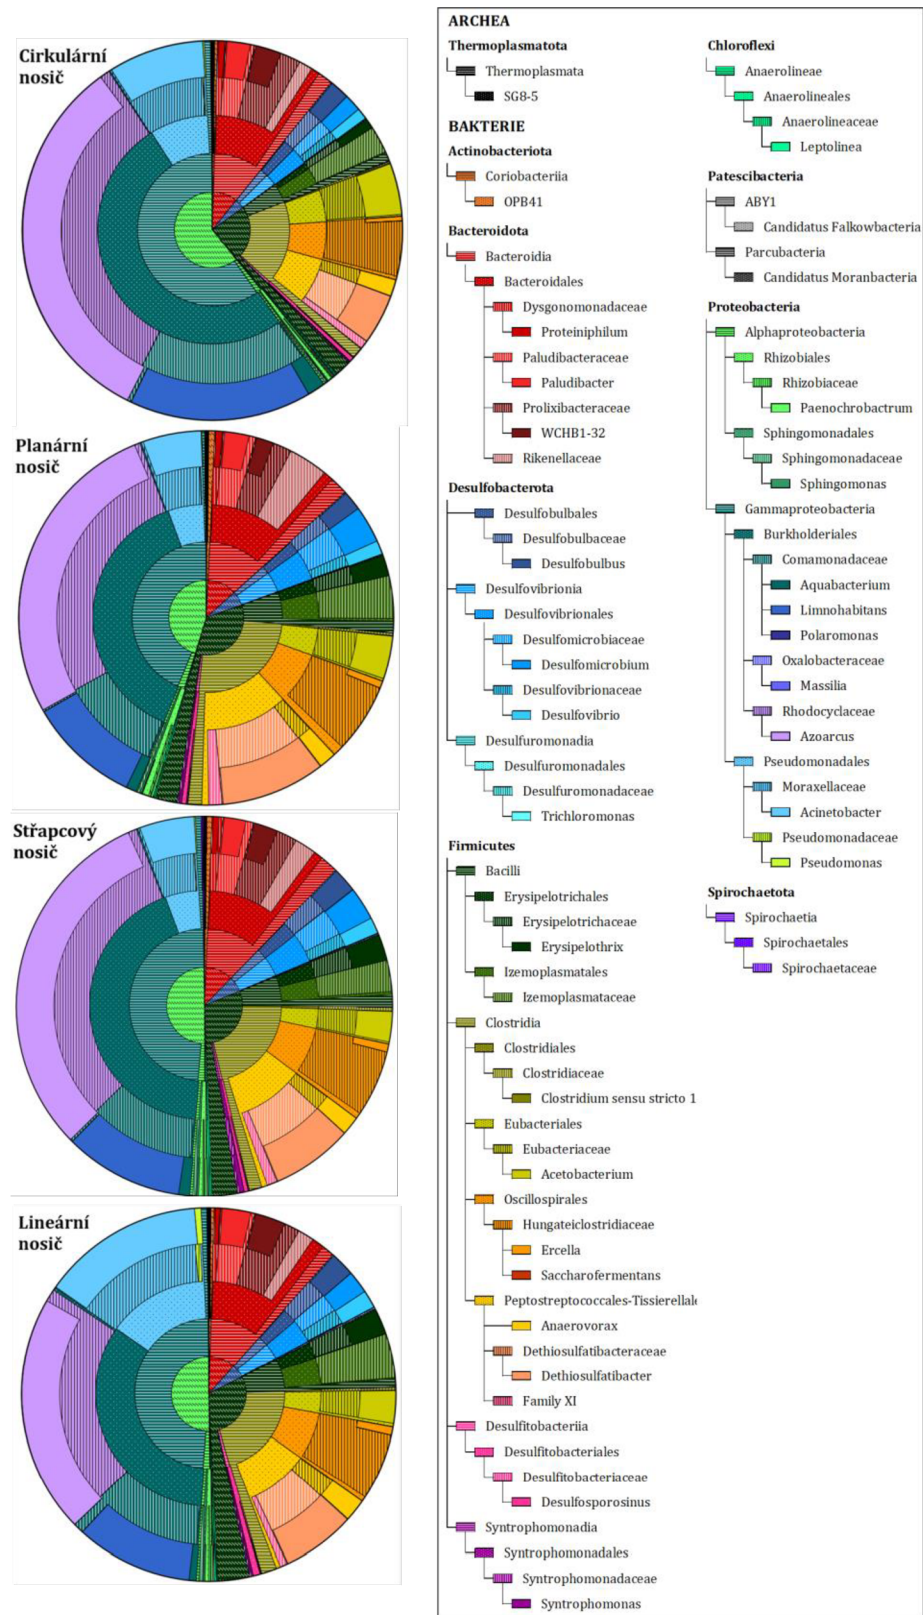 Cirkulární
nosič
Planární
nosič
Střapcový
nosič
Lineární
nosič
ARCHEA
Thermoplasmatota
Thermoplasmata
SG8-5
BAKTERIE
Actinobacteriota
Coriobacteriia
OPB41
Bacteroidota
Bacteroidia
Bacteroidales
Dysgonomonadaceae
Proteiniphilum
Paludibacteraceae
Paludibacter
Prolixibacteraceae
WCHB1-32
Rikenellaceae
Desulfobacterota
Desulfobulbales
Desulfobulbaceae
Desulfobulbus
Desulfovibrionia
Desulfovibrionales
Desulfomicrobiaceae
Desulfomicrobium
Desulfovibrionaceae
Desulfovibrio
Desulfuromonadia
Desulfuromonadales
Desulfuromonadaceae
Trichloromonas
Firmicutes
Bacilli
Erysipelotrichales
Erysipelotrichaceae
Erysipelothrix
Izemoplasmatales
Izemoplasmataceae
Clostridia
Clostridiales
Clostridiaceae
Clostridium sensu stricto 1
Eubacteriales
Eubacteriaceae
Acetobacterium
Oscillospirales
Hungateiclostridiaceae
Ercella
Saccharofermentans
Peptostreptococcales-Tissierellale
Anaerovorax
Dethiosulfatibacteraceae
Dethiosulfatibacter
Family XI
Desulfitobacteriia
Desulfitobacteriales
Desulfitobacteriaceae
Desulfosporosinus
Syntrophomonadia
Syntrophomonadales
Syntrophomonadaceae
Syntrophomonas
Chloroflexi
Anaerolineae
Anaerolineales
Anaerolineaceae
Leptolinea
Patescibacteria
ABY1
Candidatus Falkowbacteria
Parcubacteria
Candidatus Moranbacteria
Proteobacteria
Alphaproteobacteria
Rhizobiales
Rhizobiaceae
Paenochrobactrum
Sphingomonadales
Sphingomonadaceae
Sphingomonas
Gammaproteobacteria
Burkholderiales
Comamonadaceae
Aquabacterium
Limnohabitans
Polaromonas
Oxalobacteraceae
Massilia
Rhodocyclaceae
Azoarcus
Pseudomonadales
Moraxellaceae
Acinetobacter
Pseudomonadaceae
Pseudomonas
Spirochaetota
Spirochaetia
Spirochaetales
Spirochaetaceae